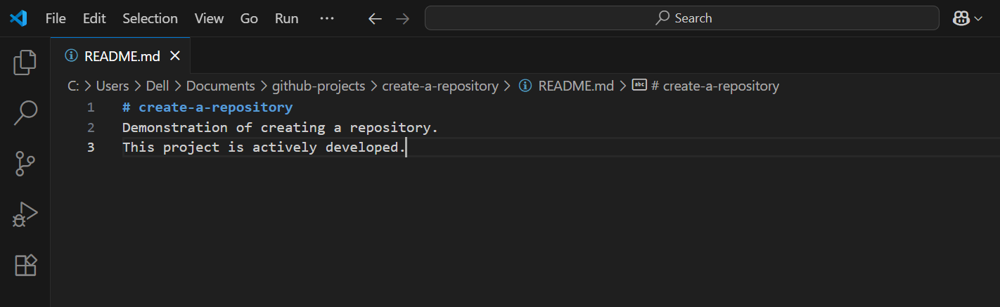 File Edit Selection View Go Run ··· Search
README.md
C: > Users > Dell > Documents > github-projects > create-a-repository > README.md > abc # create-a-repository
1 # create-a-repository
2 Demonstration of creating a repository.
3 This project is actively developed.